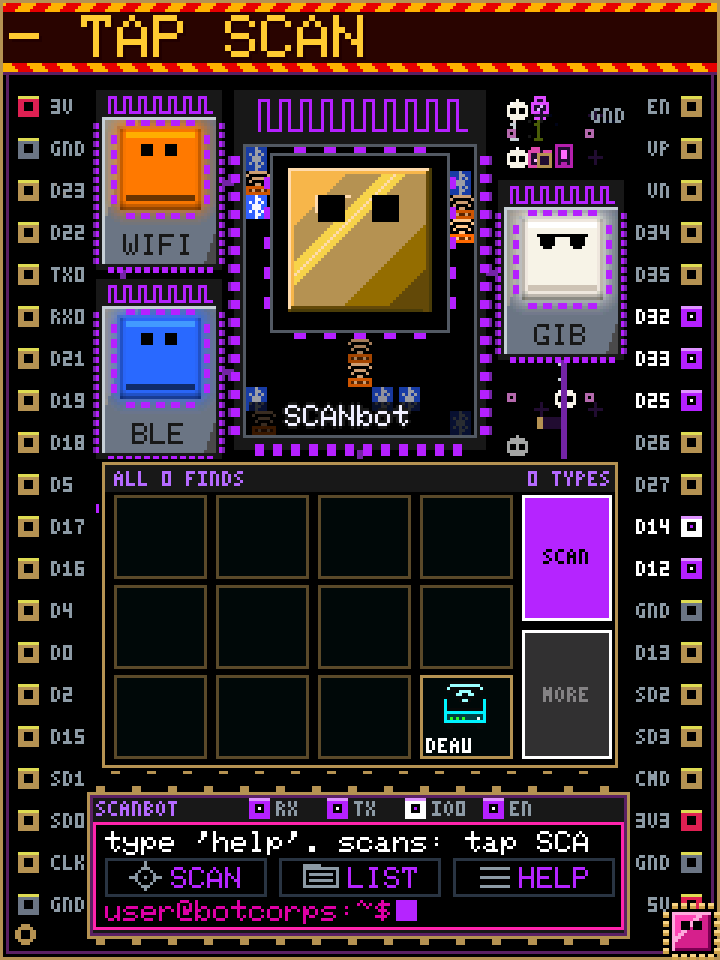 — TAP SCAN
3V
GND
D23
D22
TX0
RX0
D21
D19
D18
D5
D17
D16
D4
D0
D2
D15
SD1
SD0
CLK
GND
WIFI
BLE
SCANbot
GND
GIB
EN
VP
VN
D34
D35
D32
D33
D25
D26
D27
D14
D12
GND
D13
SD2
SD3
CMD
3V3
GND
5V
ALL 0 FINDS 0 TYPES
SCAN
MORE
DEAU
SCANBOT RX TX IO0 EN
type 'help'. scans: tap SCA
SCAN LIST HELP
user@botcorps:~$